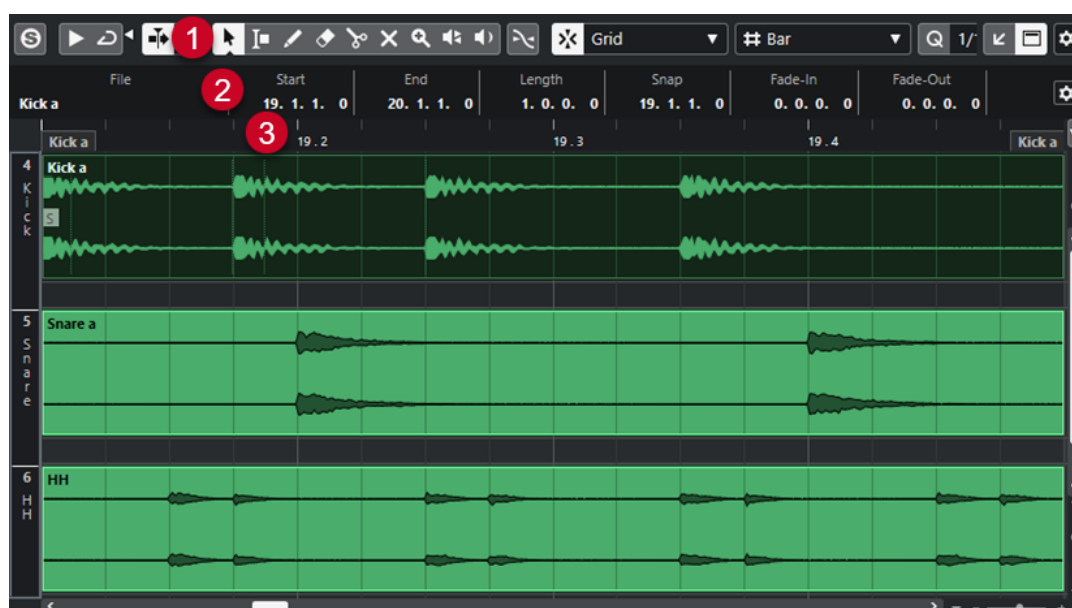 S 1 Grid Bar Q 1/
File Start End Length Snap Fade-In Fade-Out
2
Kick a 19. 1. 1. 0 20. 1. 1. 0 1. 0. 0. 0 19. 1. 1. 0 0. 0. 0. 0 0. 0. 0. 0
Kick a 3 19.2 19.3 19.4 Kick a
4 Kick a
Kick
S
5 Snare a
Snare
6 HH
HH